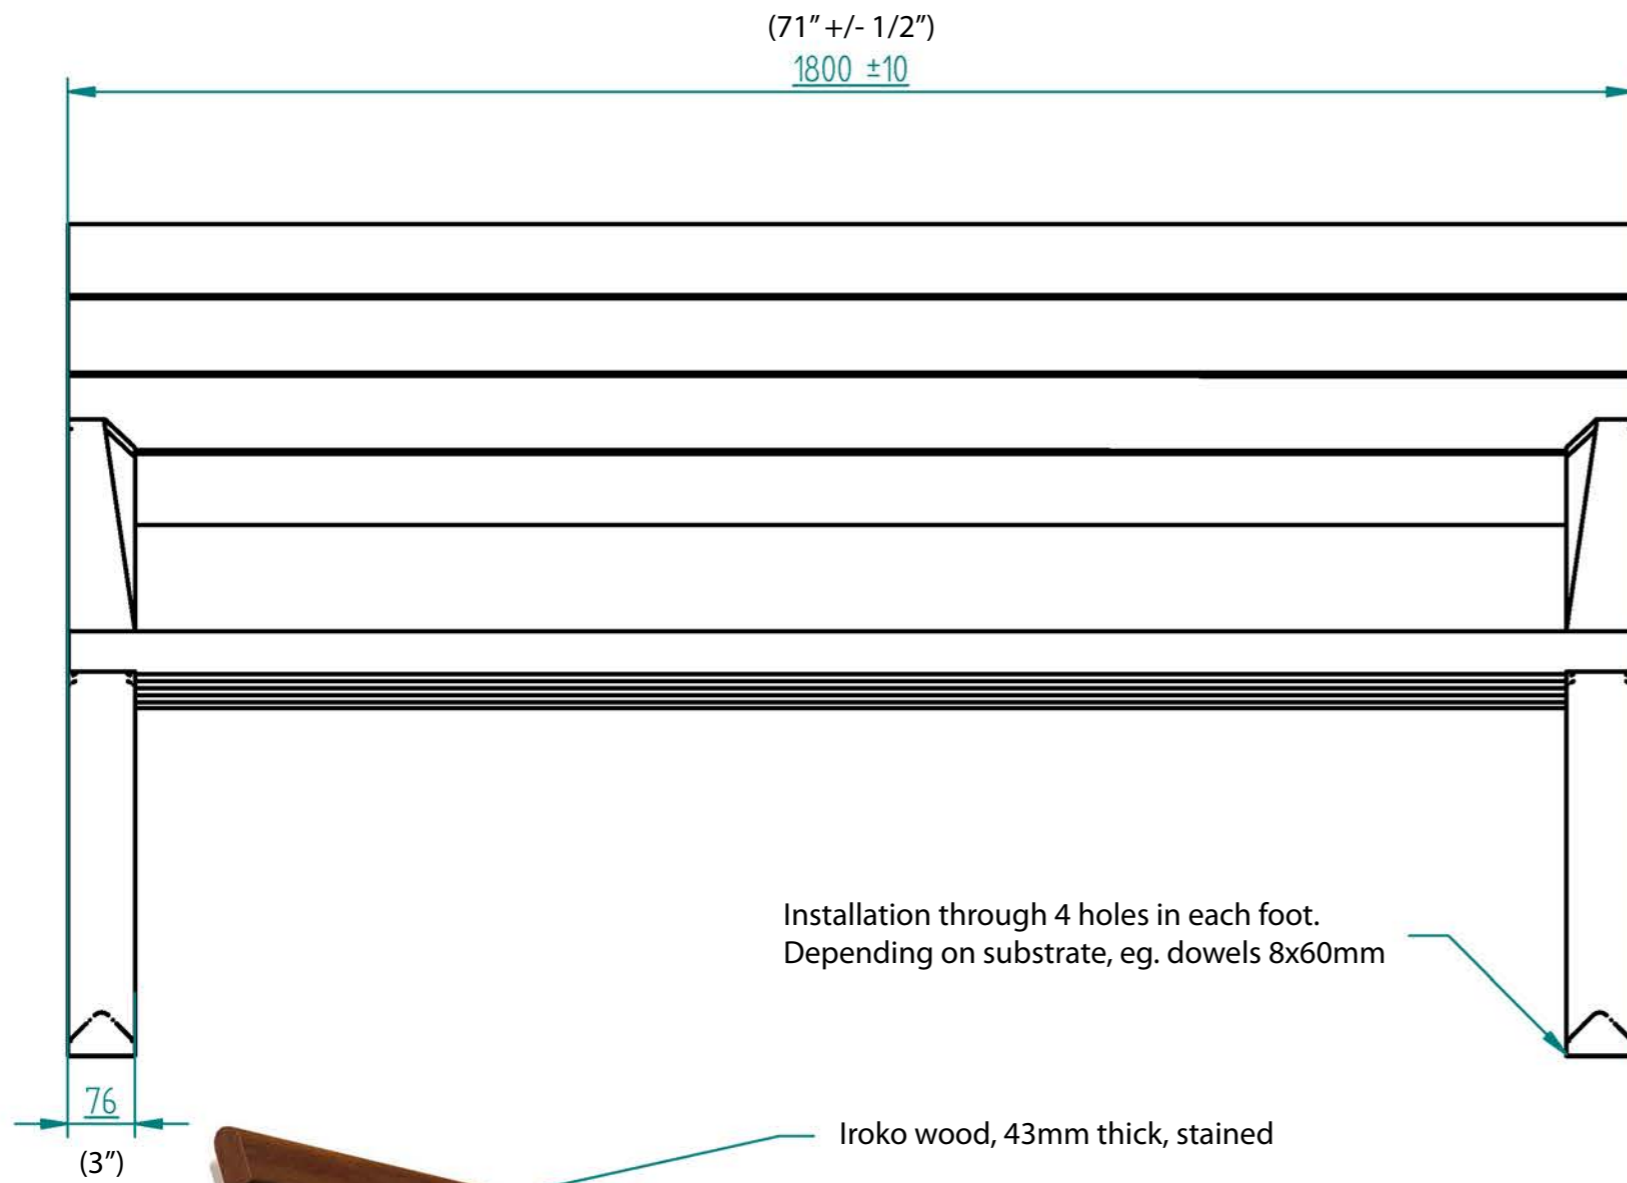 (71” +/- 1/2”)
1800 ±10
Installation through 4 holes in each foot.
Depending on substrate, eg. dowels 8x60mm
76
(3”)
Iroko wood, 43mm thick, stained